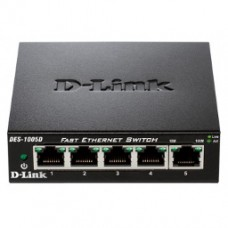 D-Link
DES-1005D
FAST ETHERNET SWITCH
D-Link
1 2 3 4 5